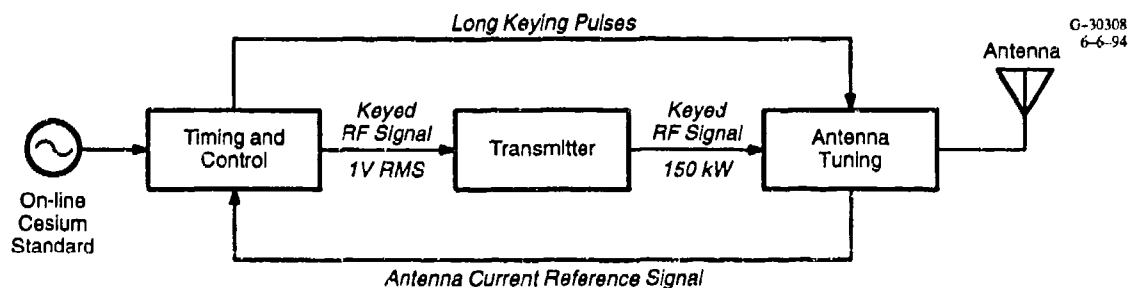 Long Keying Pulses
G-30308
6-6-94
Antenna
Timing and
Control
Keyed
RF Signal
1V RMS
Transmitter
Keyed
RF Signal
150 kW
Antenna
Tuning
On-line
Cesium
Standard
Antenna Current Reference Signal